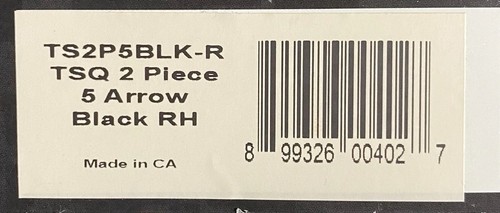 TS2P5BLK-R
TSQ 2 Piece
5 Arrow
Black RH
Made in CA
8 99326 00402 7